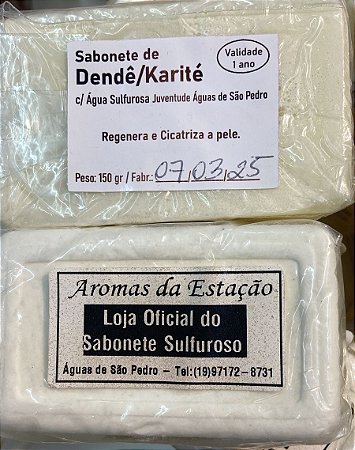 Sabonete de
Dendê/Karité
Validade
1 ano
c/ Água Sulfurosa Juventude Águas de São Pedro
Regenera e Cicatriza a pele.
Peso: 150 gr / Fabr.: 07,03,25
Aromas da Estação
Loja Oficial do
Sabonete Sulfuroso
Águas de São Pedro - Tel:(19)97172-8731